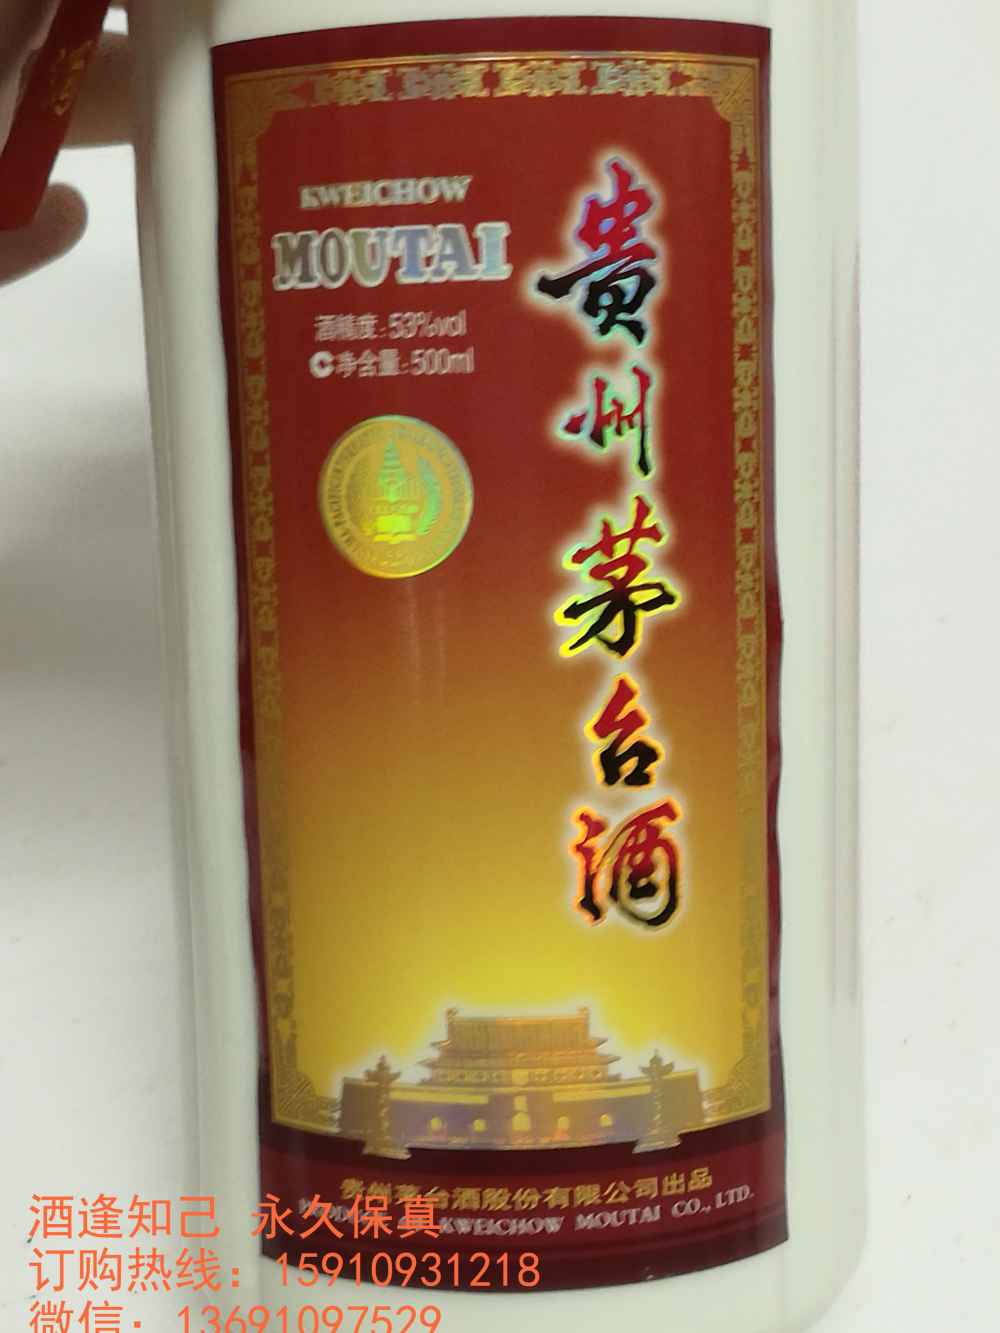 KWEICHOW
MOUTAI
酒精度:53%vol
净含量:500ml
贵州茅台酒
贵州茅台酒股份有限公司出品
KWEICHOW MOUTAI CO., LTD.
酒逢知己 永久保真
订购热线：15910931218
微信：13691097529